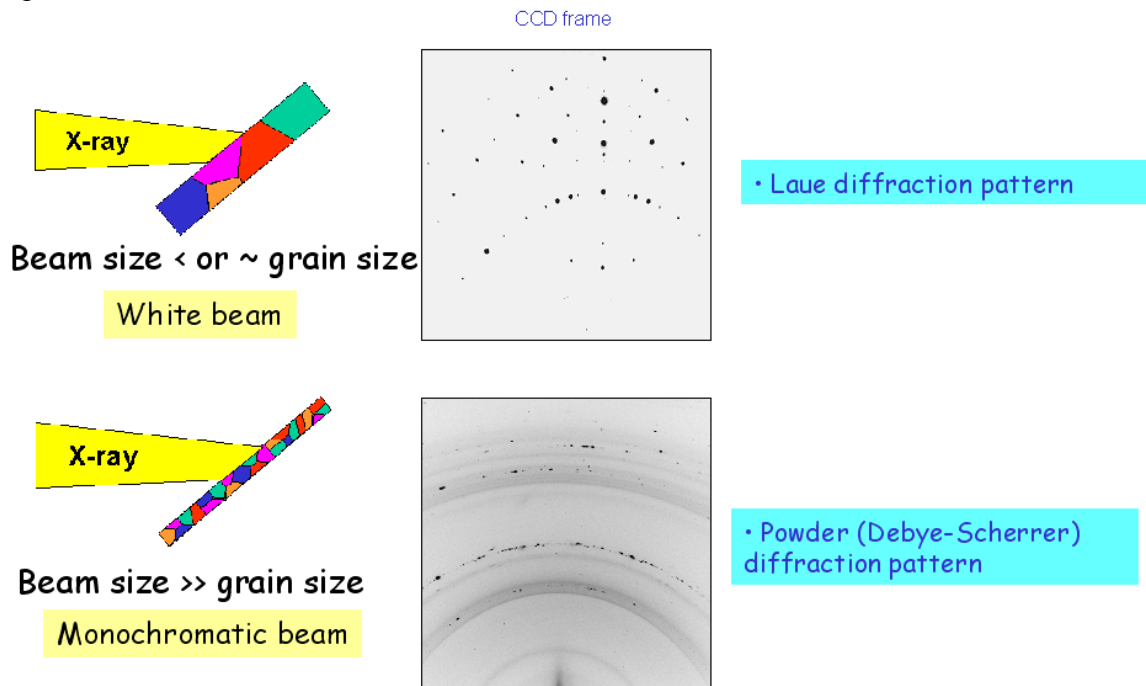 CCD frame
X-ray
• Laue diffraction pattern
Beam size < or ~ grain size
White beam
X-ray
• Powder (Debye-Scherrer)
diffraction pattern
Beam size >> grain size
Monochromatic beam